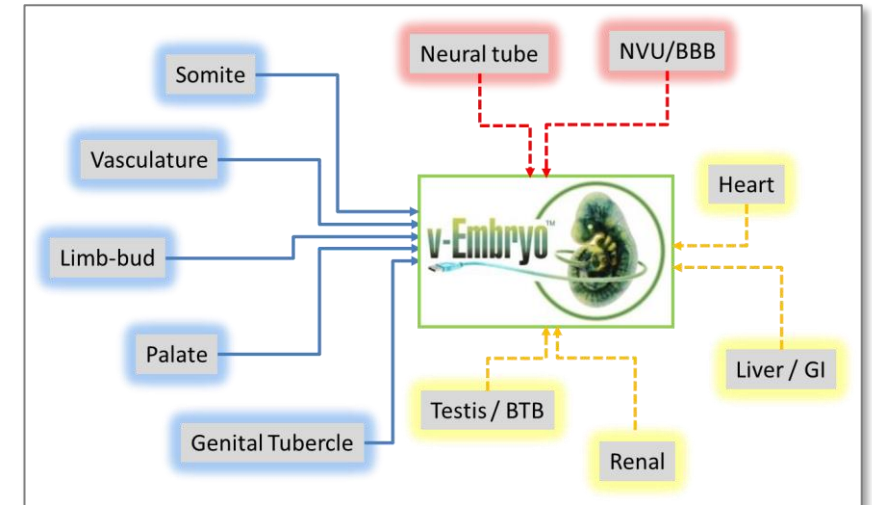 Neural tube
NVU/BBB
Somite
Vasculature
Heart
v-Embryo™
Limb-bud
Palate
Liver / GI
Testis / BTB
Genital Tubercle
Renal